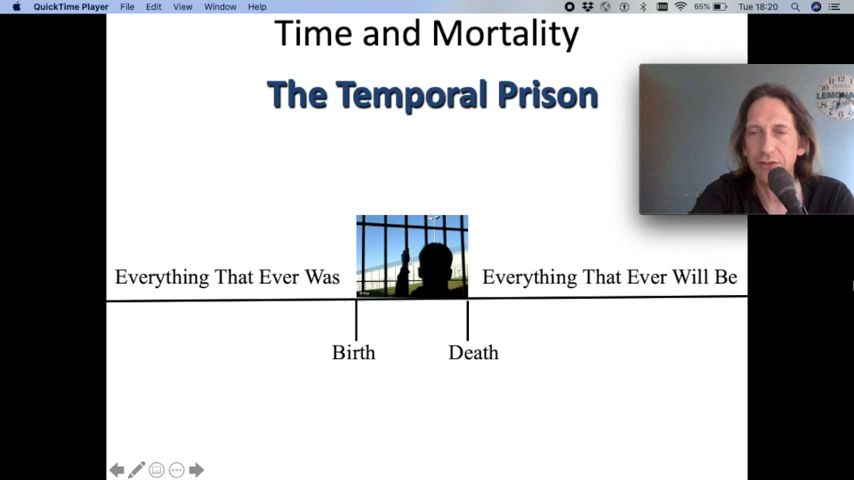 QuickTime Player File Edit View Window Help 65% Tue 18:20
Time and Mortality
The Temporal Prison
LEMONA
Everything That Ever Was
Everything That Ever Will Be
Birth
Death